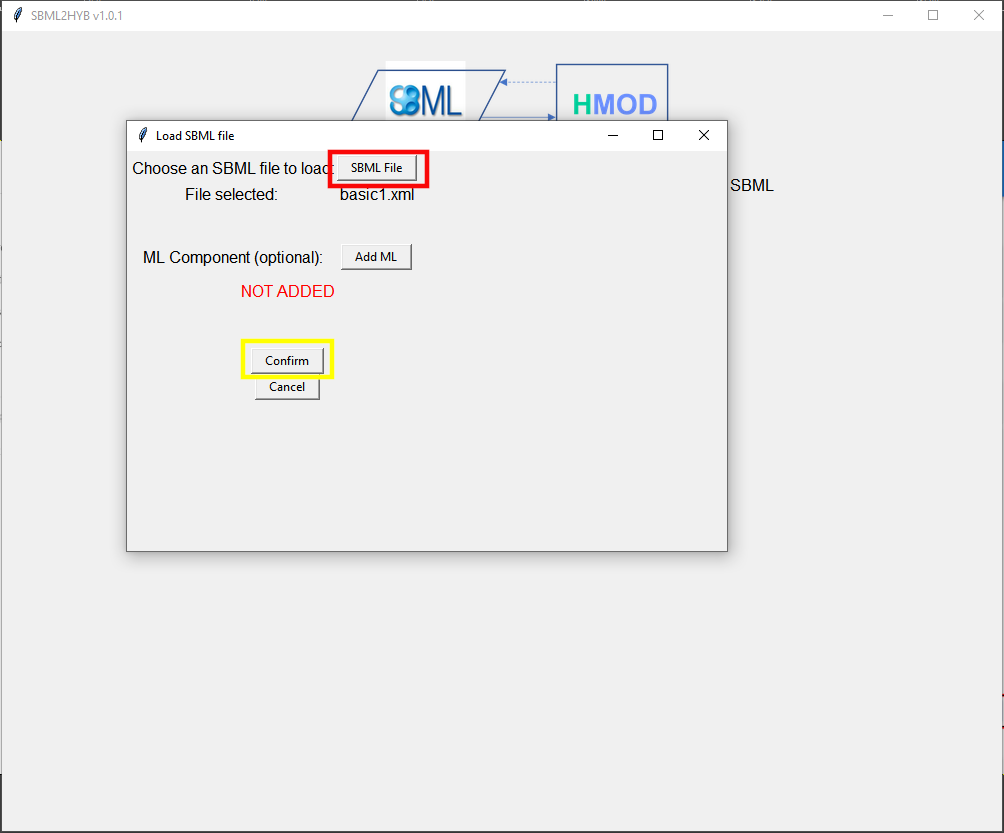 SBML2HYB v1.0.1
SBML
HMOD
Load SBML file
Choose an SBML file to load:
SBML File
File selected:
basic1.xml
SBML
ML Component (optional):
Add ML
NOT ADDED
Confirm
Cancel